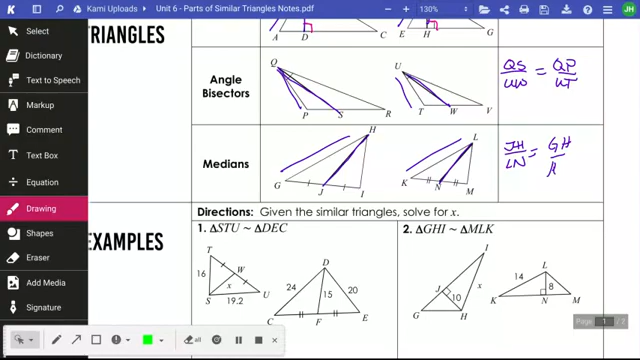 Kami Uploads ▸ Unit 6 - Parts of Similar Triangles Notes.pdf
130%
JH
Select
Dictionary
Text to Speech
Markup
Comment
Text Box
Equation
Drawing
Shapes
Eraser
Add Media
Signature
TRIANGLES
A D C E H G
Angle Bisectors
Q P S R
U T W V
QS/UW = QP/UT
Medians
H G J I
L K N M
JH/LN = GH/
EXAMPLES
Directions: Given the similar triangles, solve for x.
1. ΔSTU ~ ΔDEC
T W 16 x S 19.2 U
D 24 15 20 C F E
2. ΔGHI ~ ΔMLK
I J 10 x G H
L 14 8 K N M
Page 1 / 2